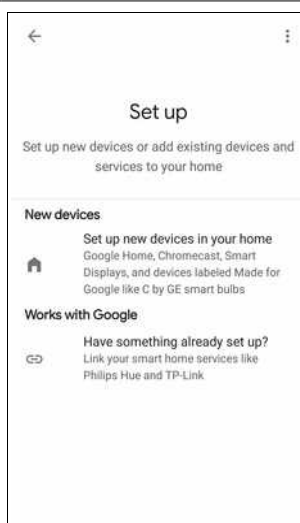 Set up
Set up new devices or add existing devices and
services to your home
New devices
Set up new devices in your home
Google Home, Chromecast, Smart
Displays, and devices labeled Made for
Google like C by GE smart bulbs
Works with Google
Have something already set up?
Link your smart home services like
Philips Hue and TP-Link